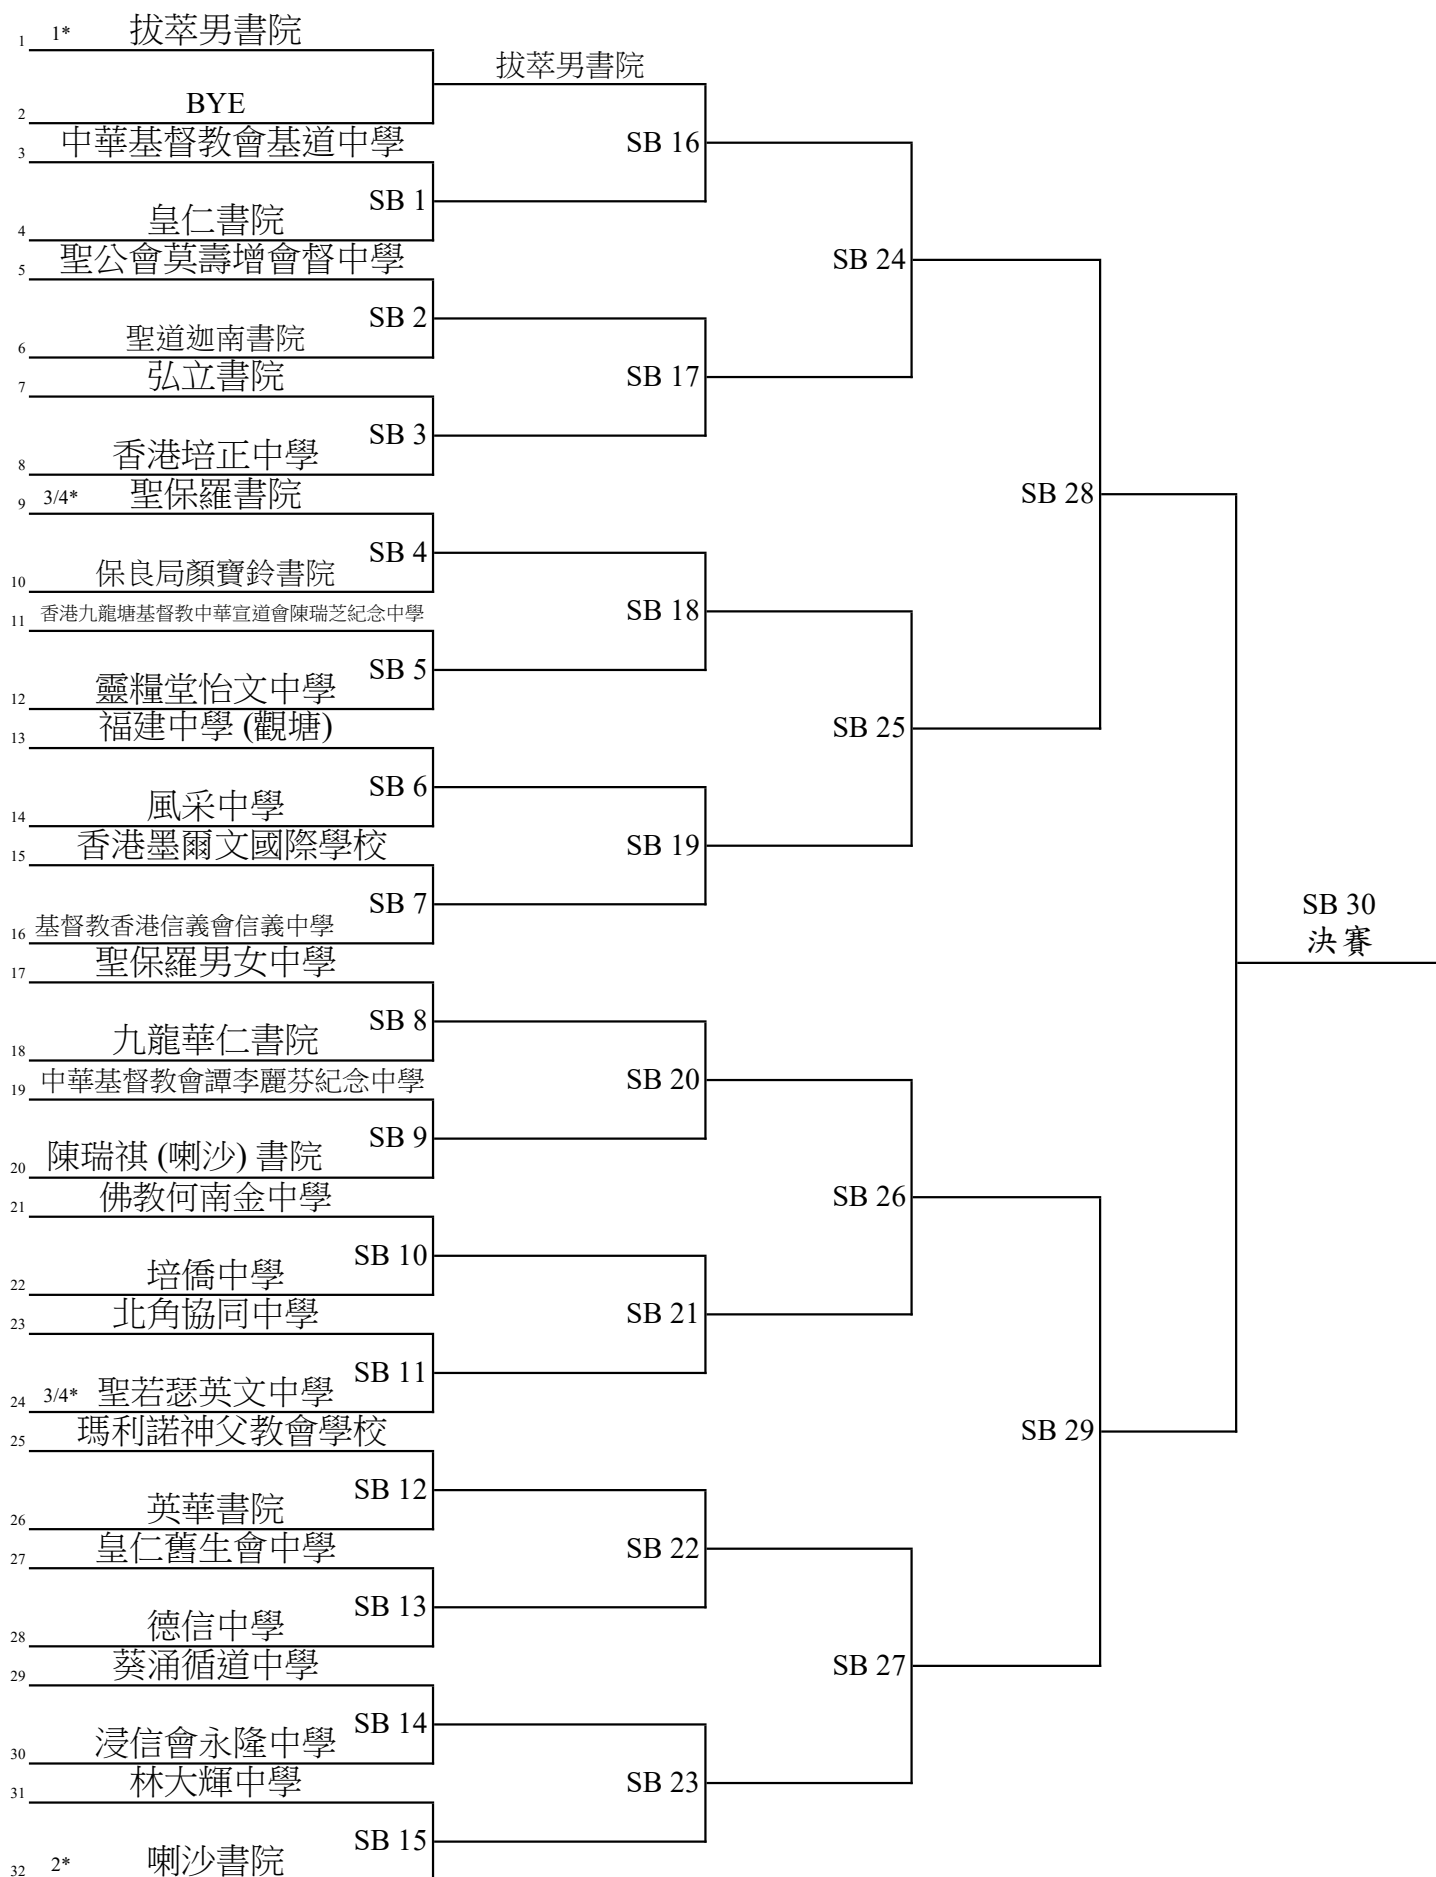 1 1* 拔萃男書院
拔萃男書院
2 BYE
3 中華基督教會基道中學
SB 16
SB 1
4 皇仁書院
5 聖公會莫壽增會督中學
SB 24
SB 2
6 聖道迦南書院
7 弘立書院
SB 17
SB 3
8 香港培正中學
9 3/4* 聖保羅書院
SB 28
SB 4
10 保良局顏寶鈴書院
11 香港九龍塘基督教中華宣道會陳瑞芝紀念中學
SB 18
SB 5
12 靈糧堂怡文中學
13 福建中學 (觀塘)
SB 25
SB 6
14 風采中學
15 香港墨爾文國際學校
SB 19
SB 7
16 基督教香港信義會信義中學
SB 30
決賽
17 聖保羅男女中學
SB 8
18 九龍華仁書院
19 中華基督教會譚李麗芬紀念中學
SB 20
SB 9
20 陳瑞祺 (喇沙) 書院
21 佛教何南金中學
SB 26
SB 10
22 培僑中學
23 北角協同中學
SB 21
SB 11
24 3/4* 聖若瑟英文中學
25 瑪利諾神父教會學校
SB 29
SB 12
26 英華書院
27 皇仁舊生會中學
SB 22
SB 13
28 德信中學
29 葵涌循道中學
SB 27
SB 14
30 浸信會永隆中學
31 林大輝中學
SB 23
SB 15
32 2* 喇沙書院